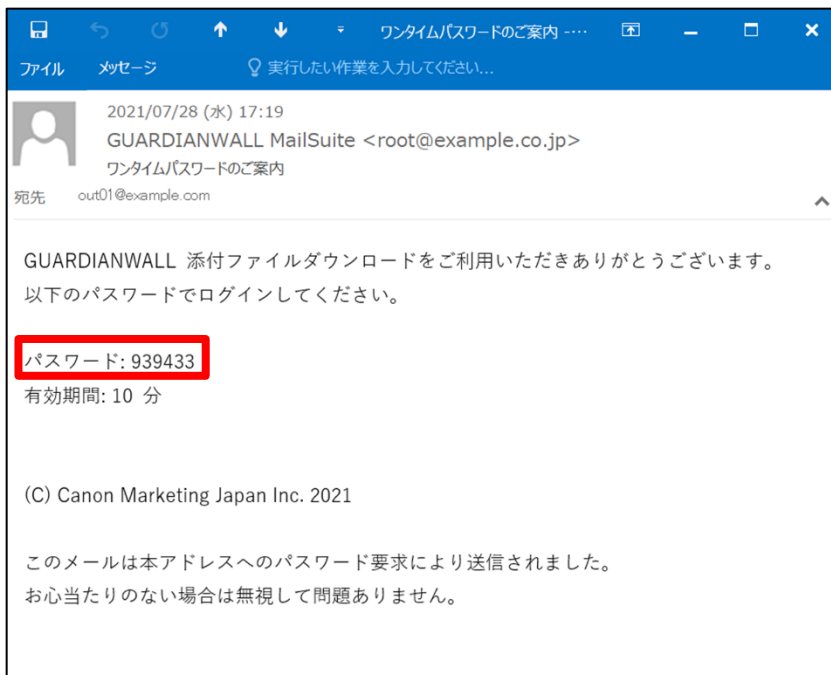 ワンタイムパスワードのご案内 -…
ファイル メッセージ 実行したい作業を入力してください...
2021/07/28 (水) 17:19
GUARDIANWALL MailSuite <root@example.co.jp>
ワンタイムパスワードのご案内
宛先 out01@example.com
GUARDIANWALL 添付ファイルダウンロードをご利用いただきありがとうございます。
以下のパスワードでログインしてください。
パスワード: 939433
有効期間: 10 分
(C) Canon Marketing Japan Inc. 2021
このメールは本アドレスへのパスワード要求により送信されました。
お心当たりのない場合は無視して問題ありません。